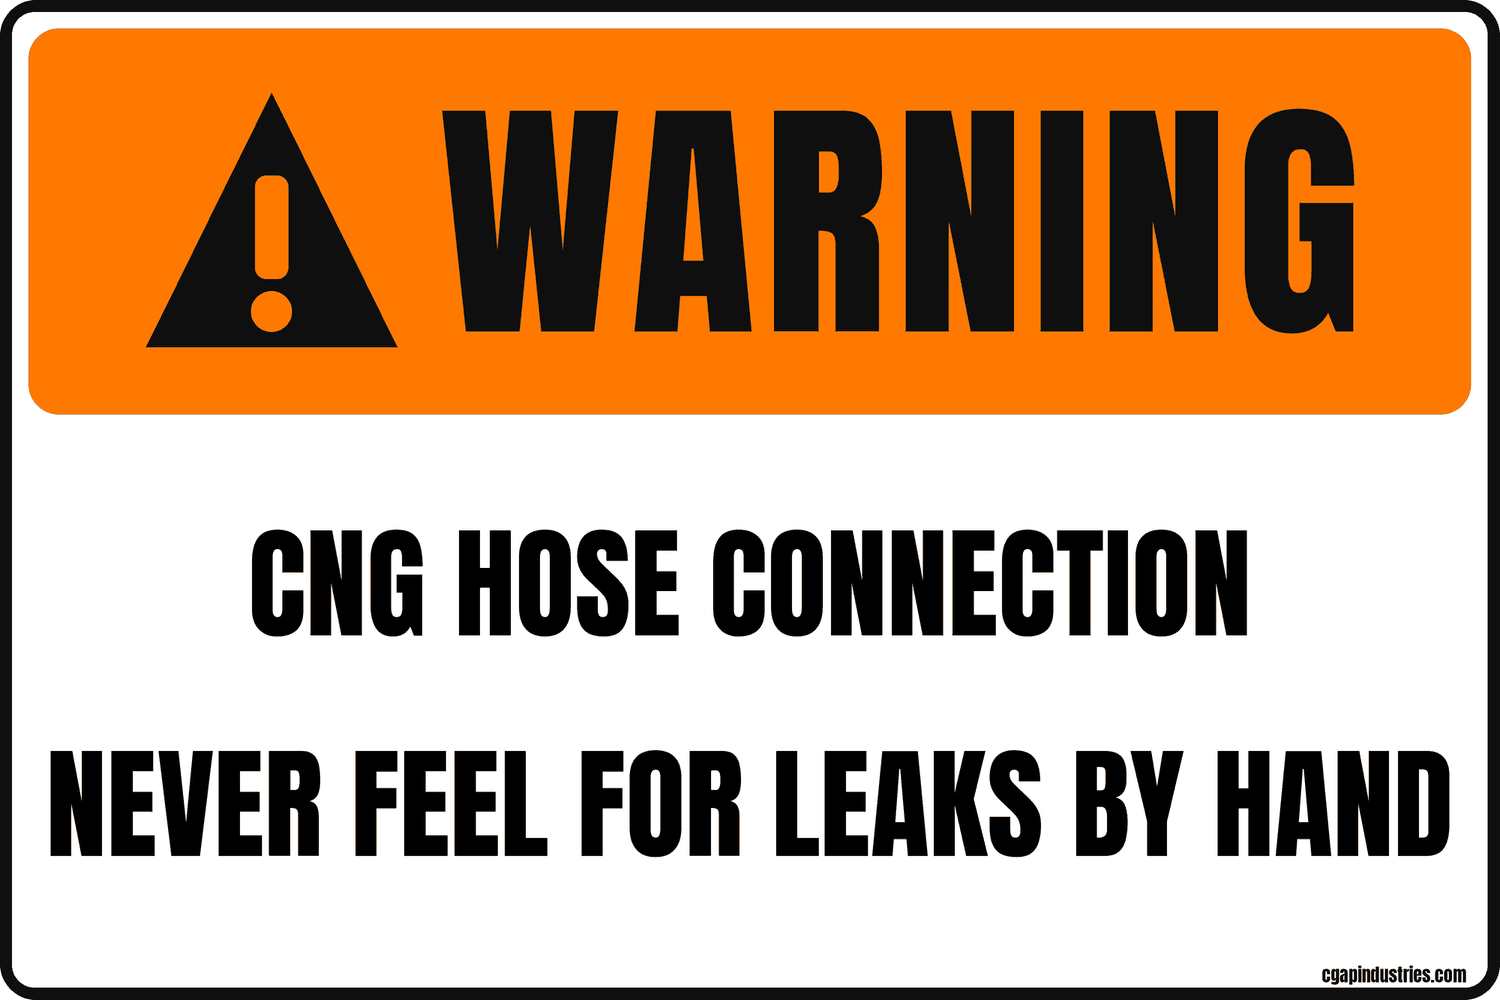 WARNING
CNG HOSE CONNECTION
NEVER FEEL FOR LEAKS BY HAND
cgapindustries.com